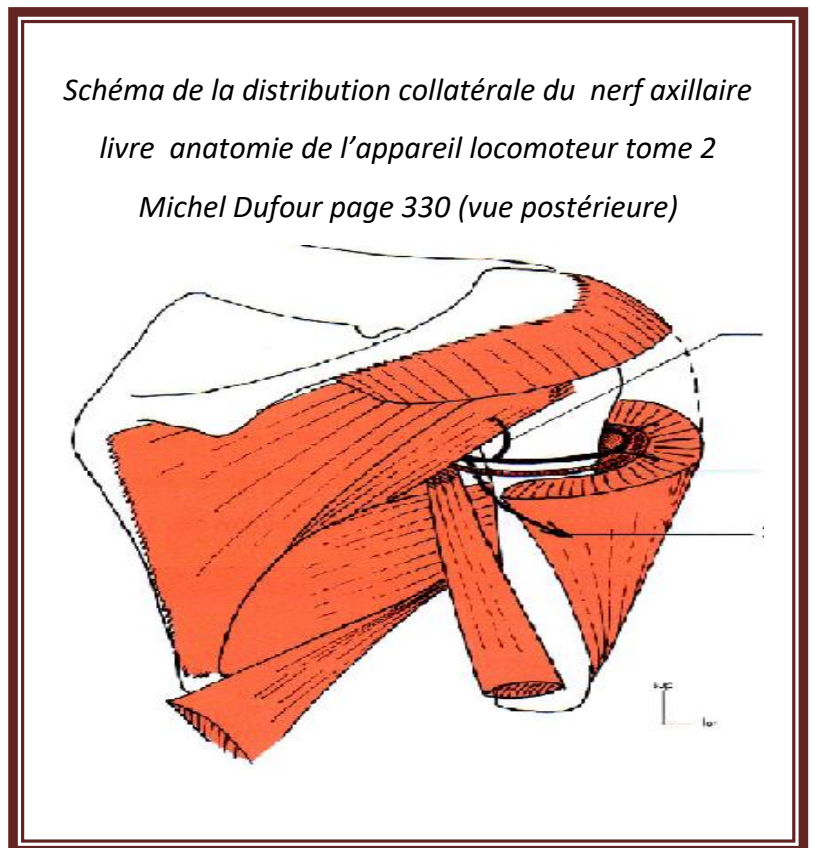 Schéma de la distribution collatérale du nerf axillaire
livre anatomie de l'appareil locomoteur tome 2
Michel Dufour page 330 (vue postérieure)